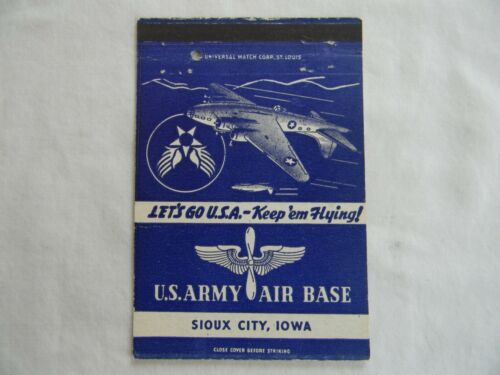 UNIVERSAL MATCH CORP., ST. LOUIS
LET'S GO U.S.A.-Keep 'em Flying!
U.S. ARMY AIR BASE
SIOUX CITY, IOWA
CLOSE COVER BEFORE STRIKING